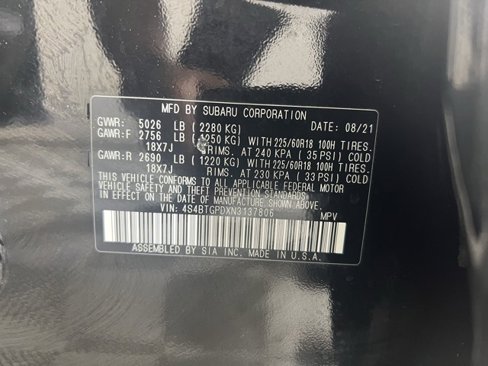 MFD BY SUBARU CORPORATION
GVWR: 5026 LB ( 2280 KG) DATE: 08/21
GAWR:F 2756 LB ( 1250 KG) WITH 225/60R18 100H TIRES.
18X7J RIMS. AT 240 KPA ( 35 PSI) COLD
GAWR:R 2690 LB ( 1220 KG) WITH 225/60R18 100H TIRES.
18X7J RIMS. AT 230 KPA ( 33 PSI) COLD
THIS VEHICLE CONFORMS TO ALL APPLICABLE FEDERAL MOTOR
VEHICLE SAFETY AND THEFT PREVENTION STANDARDS
IN EFFECT ON THE DATE OF MANUFACTURE SHOWN ABOVE.
VIN: 4S4BTGPDXN3137806 MPV
ASSEMBLED BY SIA INC. MADE IN U.S.A.